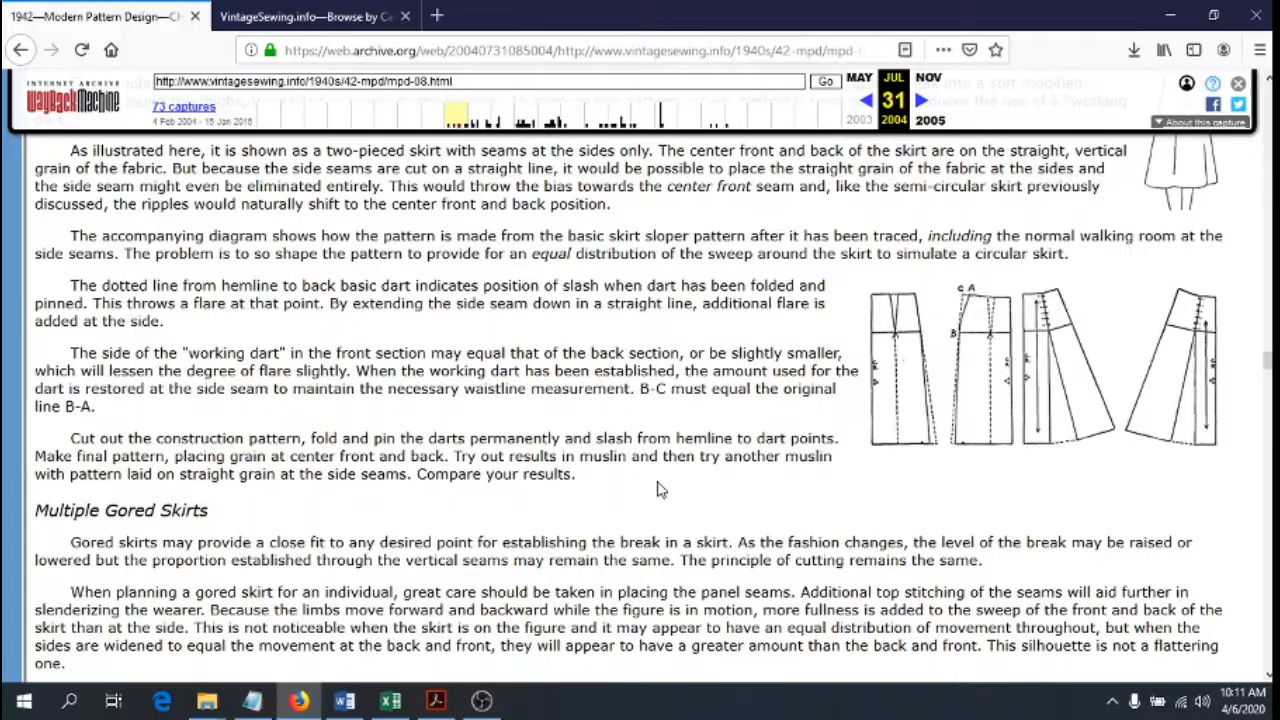 1942—Modern Pattern Design—Ch
VintageSewing.info—Browse by Ca
https://web.archive.org/web/20040731085004/http://www.vintagesewing.info/1940s/42-mpd/mpd-0
INTERNET ARCHIVE
WayBackMachine
http://www.vintagesewing.info/1940s/42-mpd/mpd-08.html
Go
MAY JUL NOV
73 captures
31
4 Feb 2004 - 15 Jan 2016
2003 2004 2005
About this capture
As illustrated here, it is shown as a two-pieced skirt with seams at the sides only. The center front and back of the skirt are on the straight, vertical
grain of the fabric. But because the side seams are cut on a straight line, it would be possible to place the straight grain of the fabric at the sides and
the side seam might even be eliminated entirely. This would throw the bias towards the center front seam and, like the semi-circular skirt previously
discussed, the ripples would naturally shift to the center front and back position.
The accompanying diagram shows how the pattern is made from the basic skirt sloper pattern after it has been traced, including the normal walking room at the
side seams. The problem is to so shape the pattern to provide for an equal distribution of the sweep around the skirt to simulate a circular skirt.
The dotted line from hemline to back basic dart indicates position of slash when dart has been folded and
pinned. This throws a flare at that point. By extending the side seam down in a straight line, additional flare is
added at the side.
C A
B
The side of the "working dart" in the front section may equal that of the back section, or be slightly smaller,
which will lessen the degree of flare slightly. When the working dart has been established, the amount used for the
dart is restored at the side seam to maintain the necessary waistline measurement. B-C must equal the original
line B-A.
Cut out the construction pattern, fold and pin the darts permanently and slash from hemline to dart points.
Make final pattern, placing grain at center front and back. Try out results in muslin and then try another muslin
with pattern laid on straight grain at the side seams. Compare your results.
Multiple Gored Skirts
Gored skirts may provide a close fit to any desired point for establishing the break in a skirt. As the fashion changes, the level of the break may be raised or
lowered but the proportion established through the vertical seams may remain the same. The principle of cutting remains the same.
When planning a gored skirt for an individual, great care should be taken in placing the panel seams. Additional top stitching of the seams will aid further in
slenderizing the wearer. Because the limbs move forward and backward while the figure is in motion, more fullness is added to the sweep of the front and back of the
skirt than at the side. This is not noticeable when the skirt is on the figure and it may appear to have an equal distribution of movement throughout, but when the
sides are widened to equal the movement at the back and front, they will appear to have a greater amount than the back and front. This silhouette is not a flattering
one.
10:11 AM
4/6/2020